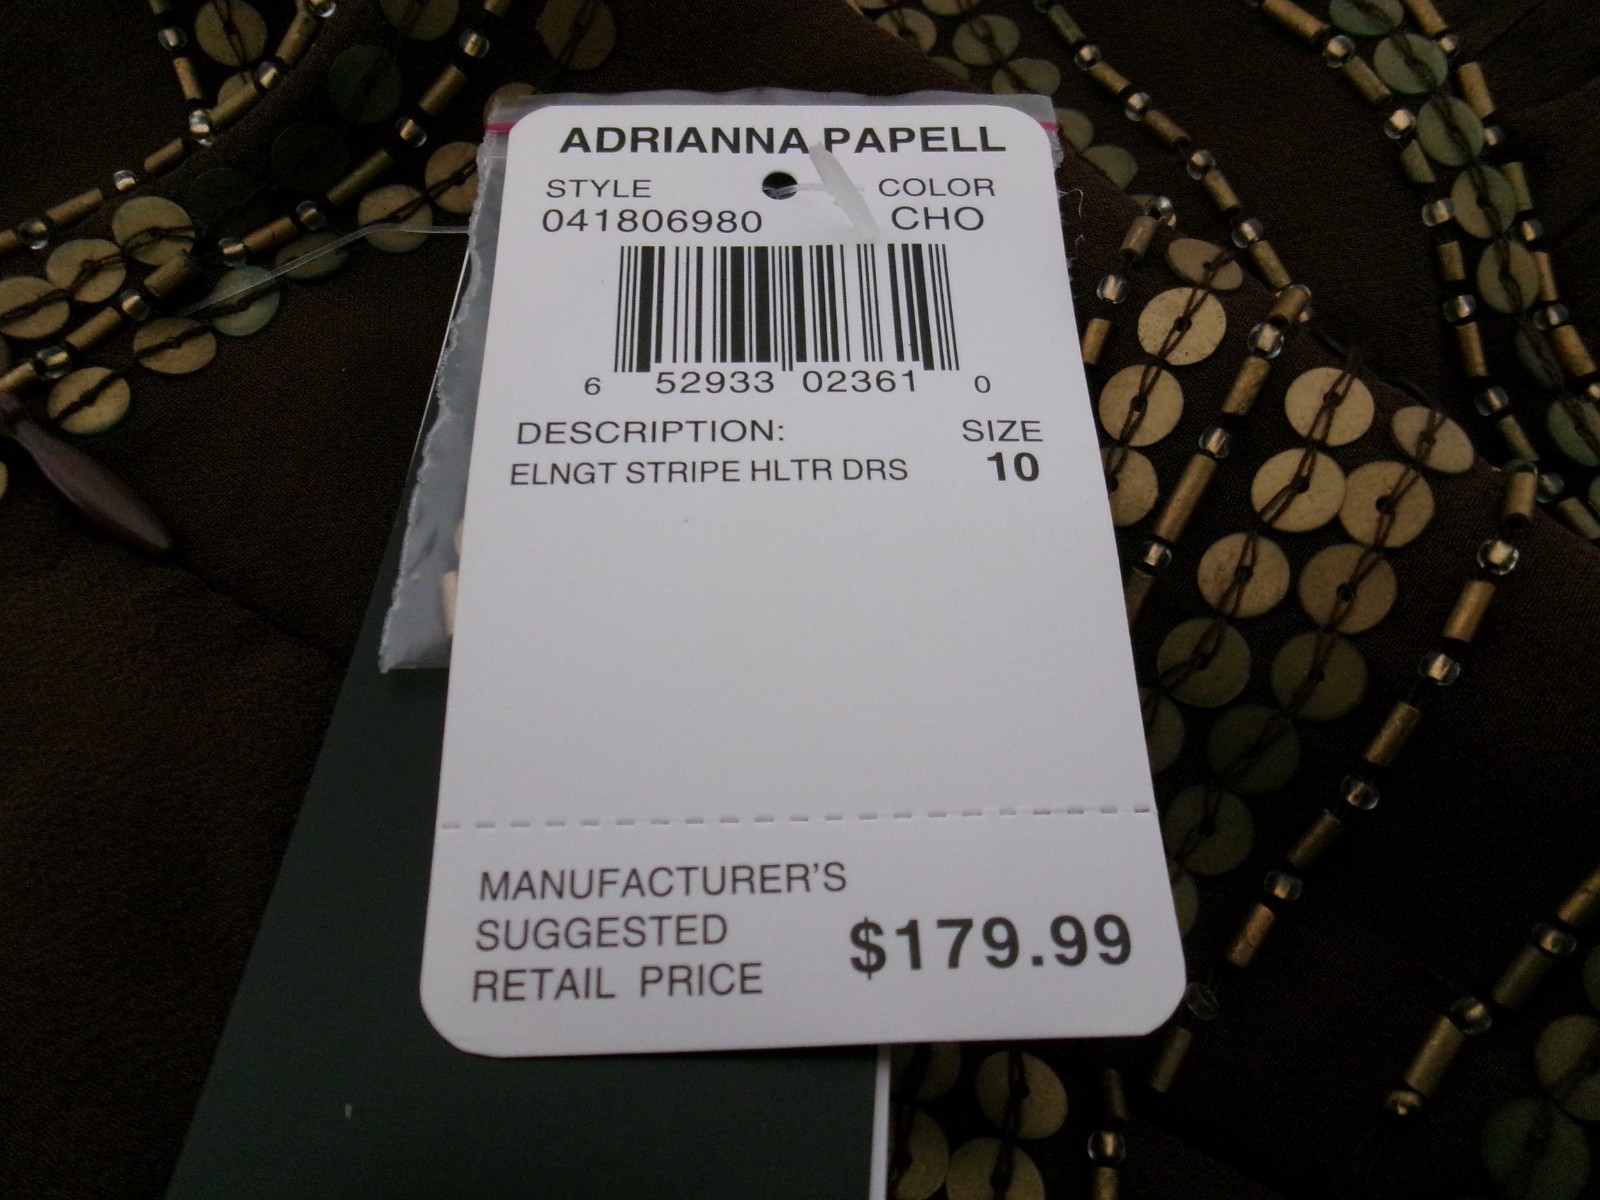 ADRIANNA PAPELL
STYLE COLOR
041806980 CHO
6 52933 02361 0
DESCRIPTION: SIZE
ELNGT STRIPE HLTR DRS 10
MANUFACTURER'S
SUGGESTED $179.99
RETAIL PRICE